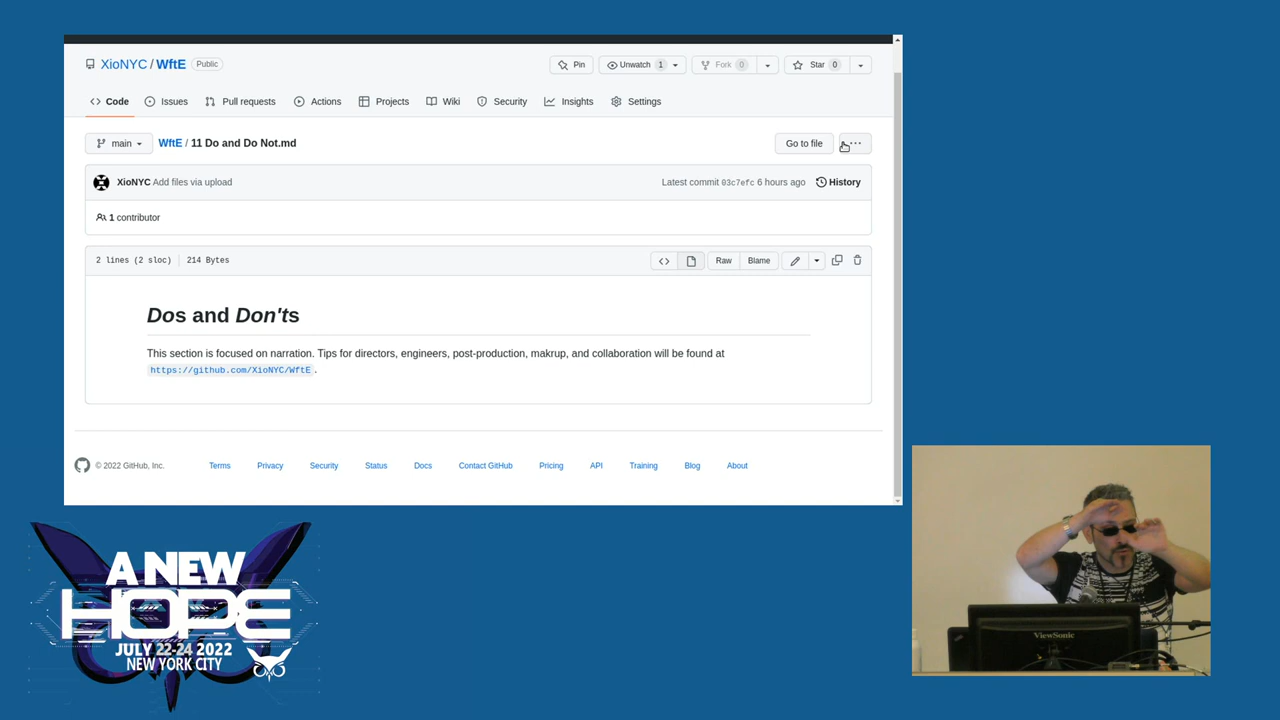 XioNYC / WftE Public
Pin
Unwatch 1
Fork 0
Star 0
Code
Issues
Pull requests
Actions
Projects
Wiki
Security
Insights
Settings
main
WftE / 11 Do and Do Not.md
Go to file
...
XioNYC Add files via upload
Latest commit 03c7efc 6 hours ago
History
1 contributor
2 lines (2 sloc)
214 Bytes
Raw
Blame
Dos and Don'ts
This section is focused on narration. Tips for directors, engineers, post-production, makrup, and collaboration will be found at
https://github.com/XioNYC/WftE.
© 2022 GitHub, Inc.
Terms
Privacy
Security
Status
Docs
Contact GitHub
Pricing
API
Training
Blog
About
A NEW
HOPE
JULY 22-24 2022
NEW YORK CITY
ViewSonic